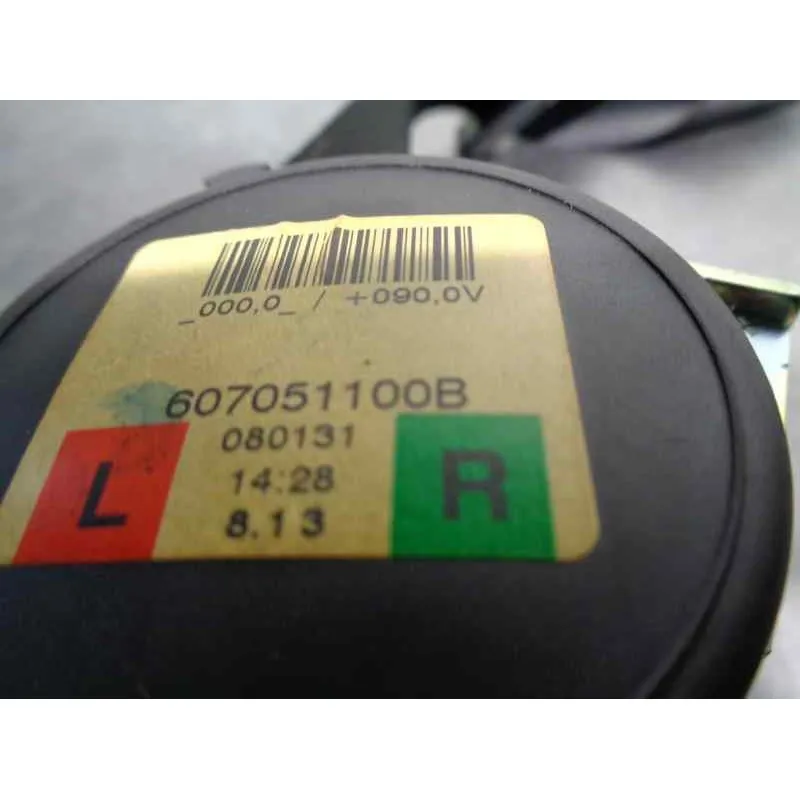 _000,0_ / +090,0V
607051100B
080131
14:28
8.13
L
R